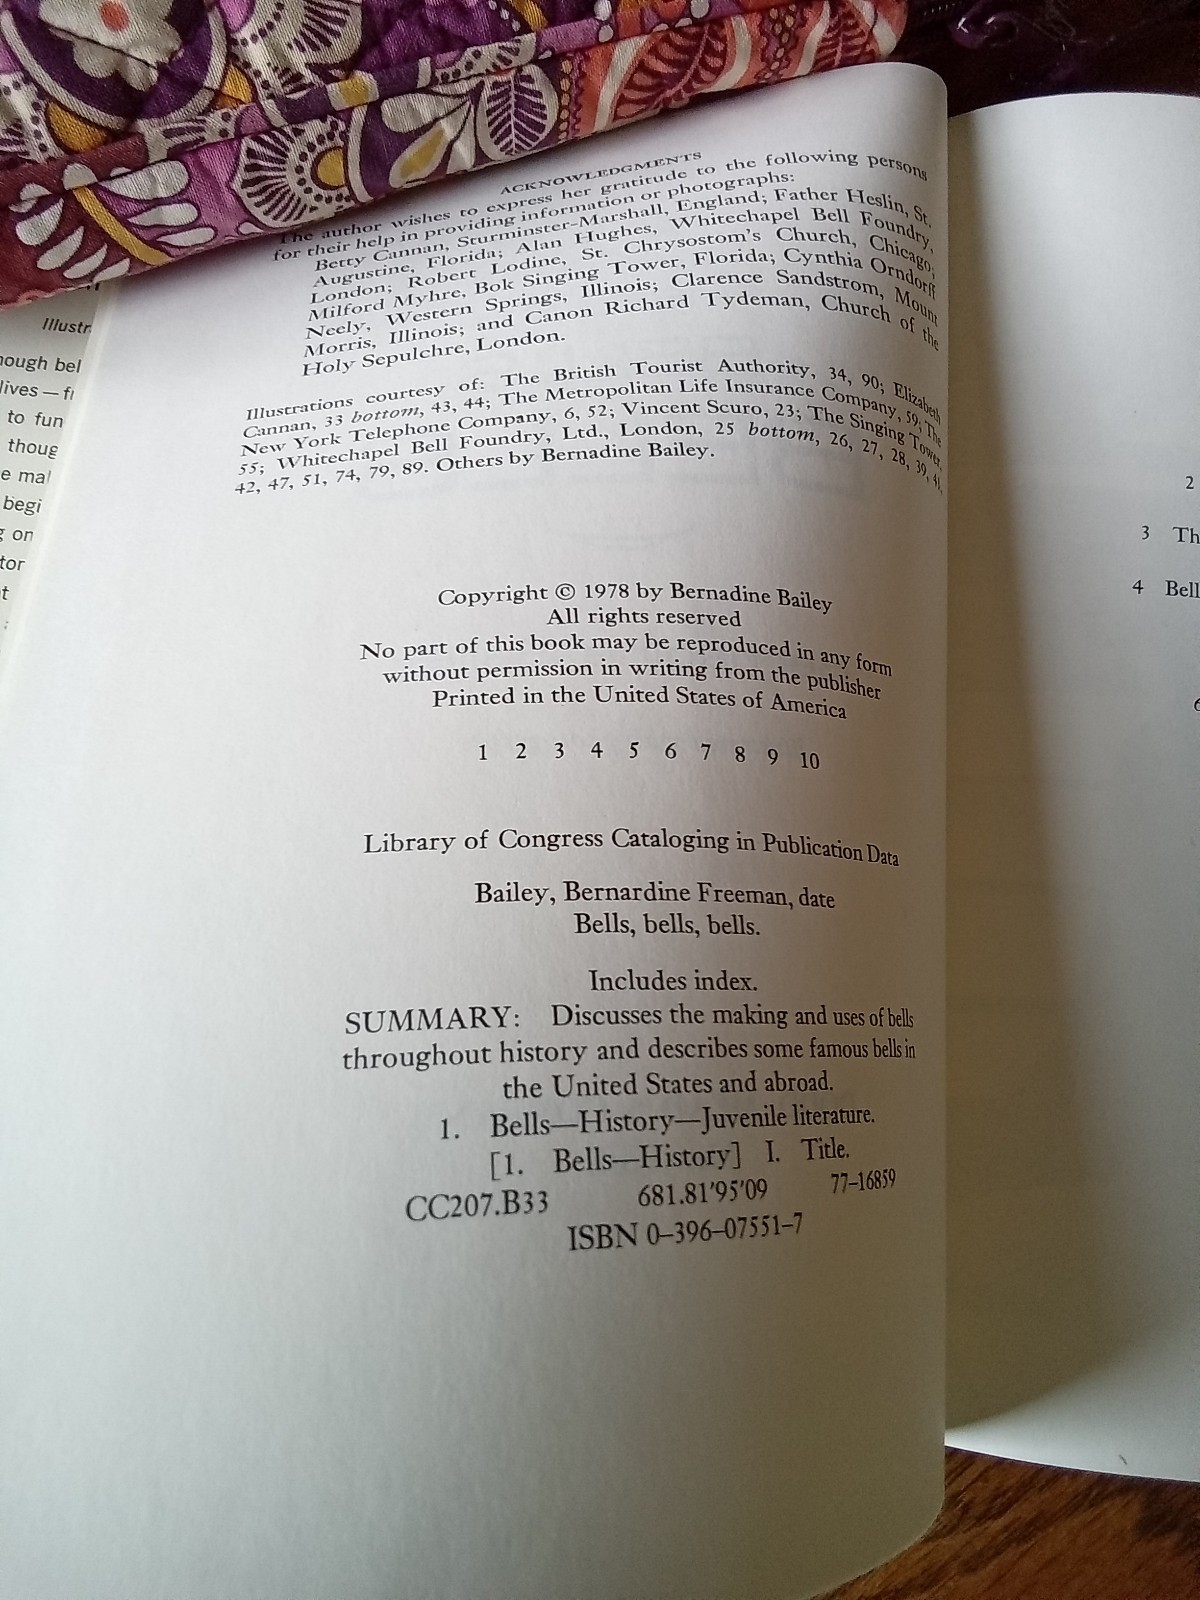 ACKNOWLEDGMENTS
The author wishes to express her gratitude to the following persons
for their help in providing information or photographs:
Betty Cannan, Sturminster-Marshall, England; Father Heslin, St.
Augustine, Florida; Alan Hughes, Whitechapel Bell Foundry,
London; Robert Lodine, St. Chrysostom's Church, Chicago;
Milford Myhre, Bok Singing Tower, Florida; Cynthia Orndorff
Neely, Western Springs, Illinois; Clarence Sandstrom, Mount
Morris, Illinois; and Canon Richard Tydeman, Church of the
Holy Sepulchre, London.
Illustrations courtesy of: The British Tourist Authority, 34, 90; Elizabeth
Cannan, 33 bottom, 43, 44; The Metropolitan Life Insurance Company, 59; The
New York Telephone Company, 6, 52; Vincent Scuro, 23; The Singing Tower,
55; Whitechapel Bell Foundry, Ltd., London, 25 bottom, 26, 27, 28, 39, 41,
42, 47, 51, 74, 79, 89. Others by Bernadine Bailey.
Copyright © 1978 by Bernadine Bailey
All rights reserved
No part of this book may be reproduced in any form
without permission in writing from the publisher
Printed in the United States of America
1 2 3 4 5 6 7 8 9 10
Library of Congress Cataloging in Publication Data
Bailey, Bernardine Freeman, date
Bells, bells, bells.
Includes index.
SUMMARY: Discusses the making and uses of bells
throughout history and describes some famous bells in
the United States and abroad.
1. Bells—History—Juvenile literature.
[1. Bells—History] I. Title.
CC207.B33 681.81'95'09 77-16859
ISBN 0-396-07551-7
Illustr
hough bel
lives—fr
to fun
thoug
e mal
begi
g on
tor
t
2
3 Th
4 Bell
6